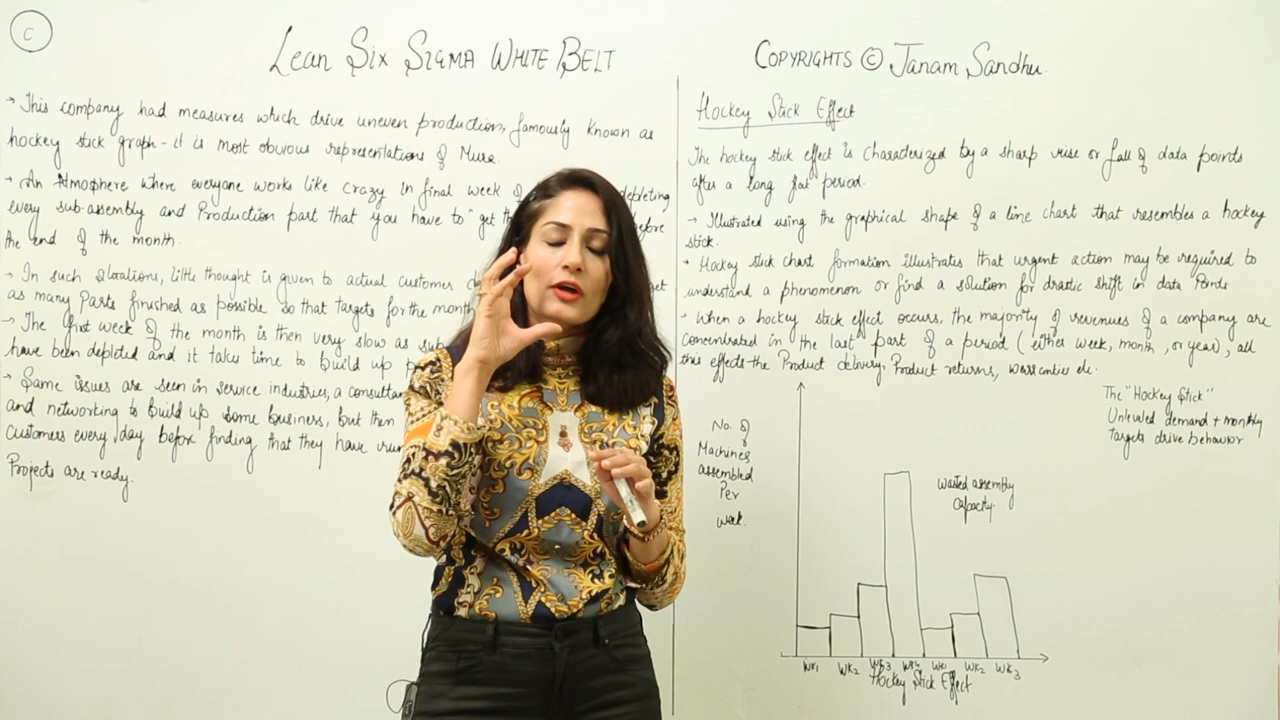 C
Lean Six Sigma White Belt
Copyrights © Janam Sandhu.
→ This company had measures which drive uneven production, famously known as
hockey stick graph - it is most obvious representations of Mura.
→ An Atmosphere where everyone works like crazy in final week of depleting
every sub-assembly and Production part that you have to "get before
the end of the month.
→ In such situations, little thought is given to actual customer get
as many Parts finished as possible so that targets for the month
→ The first week of the month is then very slow as sub
have been depleted and it takes time to build up
→ Same issues are seen in service industries, a consultan
and networking to build up some business, but then
customers every day before finding that they have run
Projects are ready.
Hockey Stick Effect
The hockey stick effect is characterized by a sharp rise or fall of data points
after a long flat period.
→ Illustrated using the graphical shape of a line chart that resembles a hockey
stick.
→ Hockey stick chart formation illustrates that urgent action may be required to
understand a phenomenon or find a solution for drastic shift in data Points
→ When a hockey stick effect occurs, the majority of revenues of a company are
concentrated in the last part of a period (either week, month, or year), all
this effects the Product delivery, Product returns, warranties etc.
The "Hockey Stick"
demand + monthly
Targets drive behavior
No. of
Machines
assembled
Per
week.
Wasted assembly
Capacity.
Wk1 Wk2 Wk3 Wk4 Wk1 Wk2 Wk3
Hockey Stick Effect